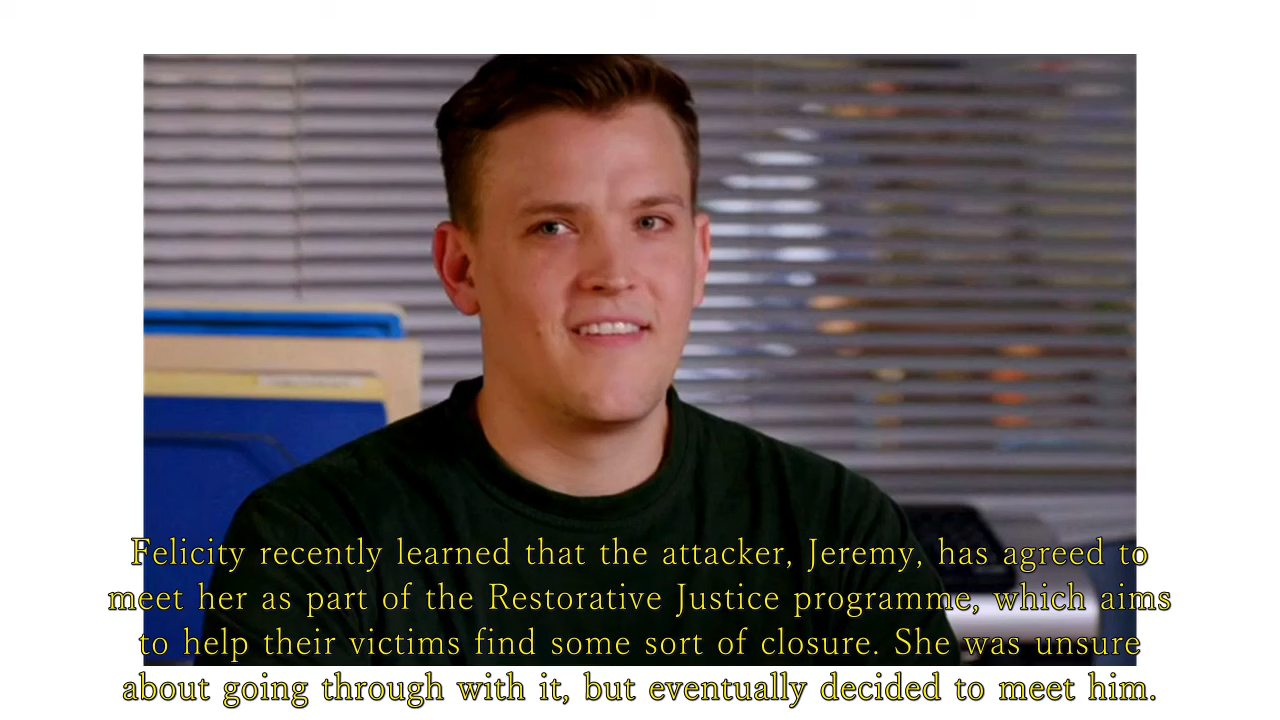 Felicity recently learned that the attacker, Jeremy, has agreed to
meet her as part of the Restorative Justice programme, which aims
to help their victims find some sort of closure. She was unsure
about going through with it, but eventually decided to meet him.